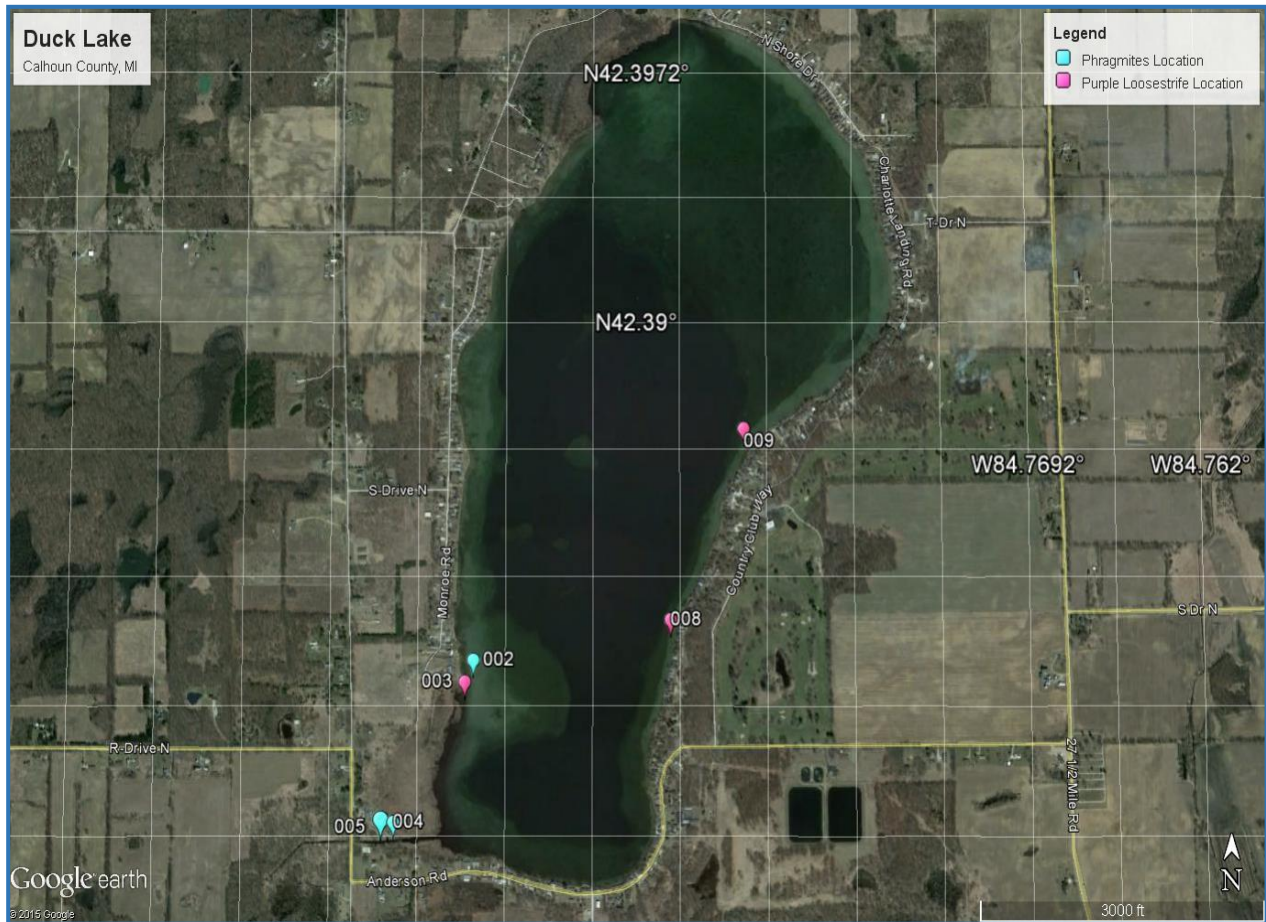 Duck Lake
Calhoun County, MI
Legend
Phragmites Location
Purple Loosestrife Location
N Shore Dr
N42.3972°
Charlotte Landing Rd
T Dr N
N42.39°
009
W84.7692°
W84.762°
S Drive N
Country Club Way
Monroe Rd
S Dr N
008
002
003
R Drive N
27 1/2 Mile Rd
005
004
Anderson Rd
Google earth
N
© 2015 Google
3000 ft